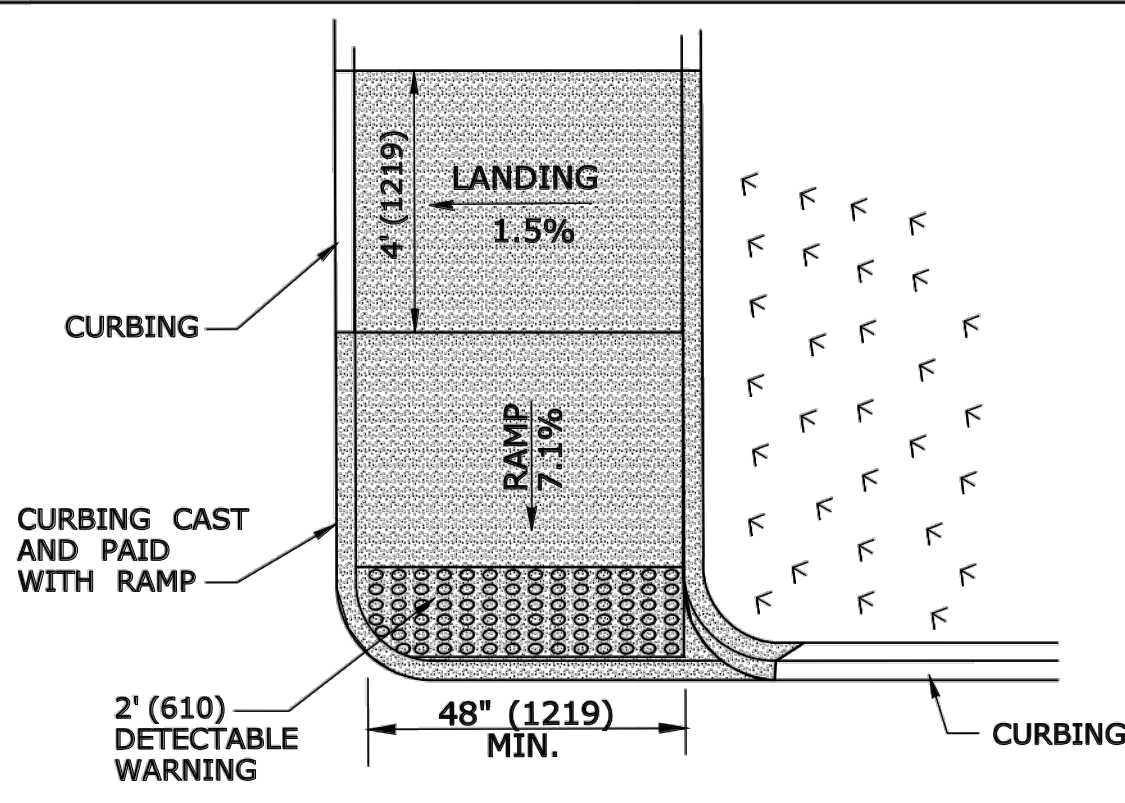 4' (1219)
LANDING
1.5%
CURBING
RAMP
7.1%
CURBING CAST
AND PAID
WITH RAMP
2' (610)
DETECTABLE
WARNING
48" (1219)
MIN.
CURBING